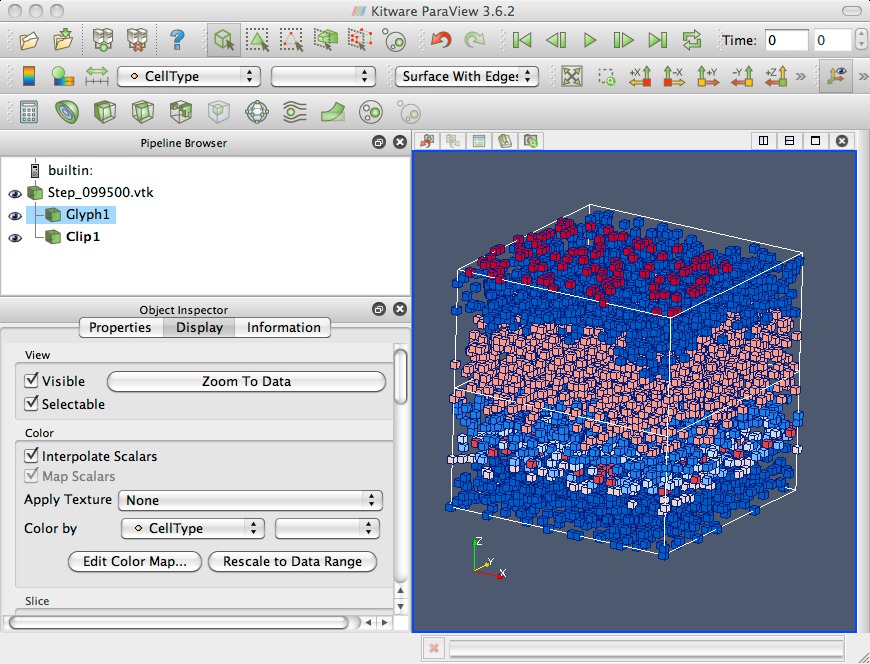 Kitware ParaView 3.6.2
? Time: 0 0
CellType Surface With Edges +X -X +Y -Y +Z »
Pipeline Browser
builtin:
Step_099500.vtk
Glyph1
Clip1
Object Inspector
Properties Display Information
View
Visible Zoom To Data
Selectable
Color
Interpolate Scalars
Map Scalars
Apply Texture None
Color by CellType
Edit Color Map... Rescale to Data Range
Slice
Z
Y
X